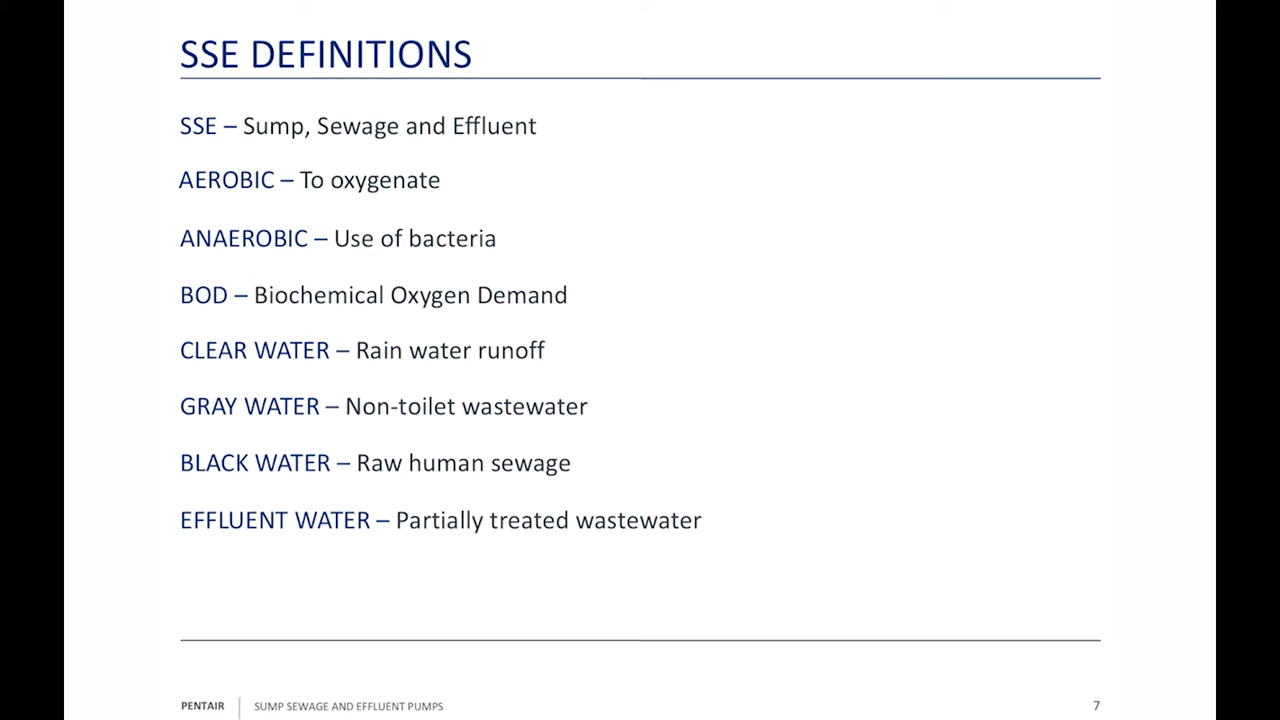 SSE DEFINITIONS
SSE – Sump, Sewage and Effluent
AEROBIC – To oxygenate
ANAEROBIC – Use of bacteria
BOD – Biochemical Oxygen Demand
CLEAR WATER – Rain water runoff
GRAY WATER – Non-toilet wastewater
BLACK WATER – Raw human sewage
EFFLUENT WATER – Partially treated wastewater
PENTAIR SUMP SEWAGE AND EFFLUENT PUMPS 7